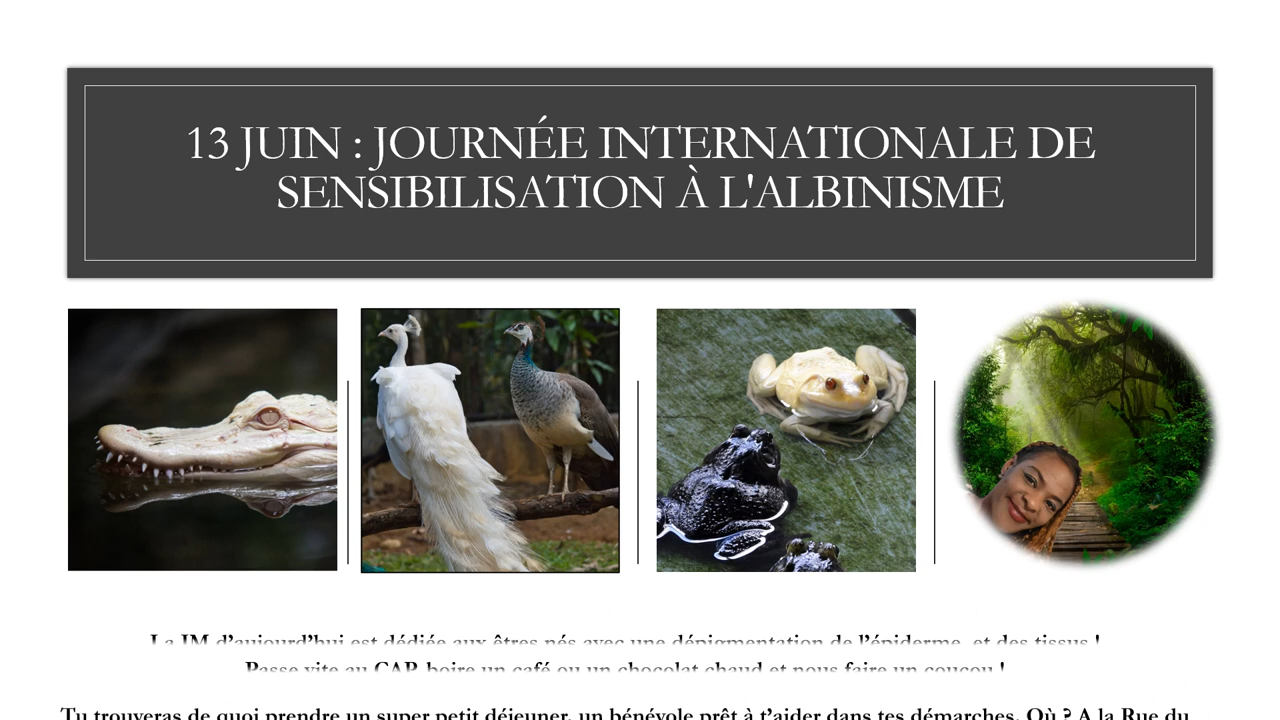 13 JUIN : JOURNÉE INTERNATIONALE DE
SENSIBILISATION À L'ALBINISME
La JM d’aujourd’hui est dédiée aux êtres nés avec une dépigmentation de l’épiderme, et des tissus !
Passe vite au CAP, boire un café ou un chocolat chaud et nous faire un coucou !
Tu trouveras de quoi prendre un super petit déjeuner, un bénévole prêt à t’aider dans tes démarches. Où ? A la Rue du